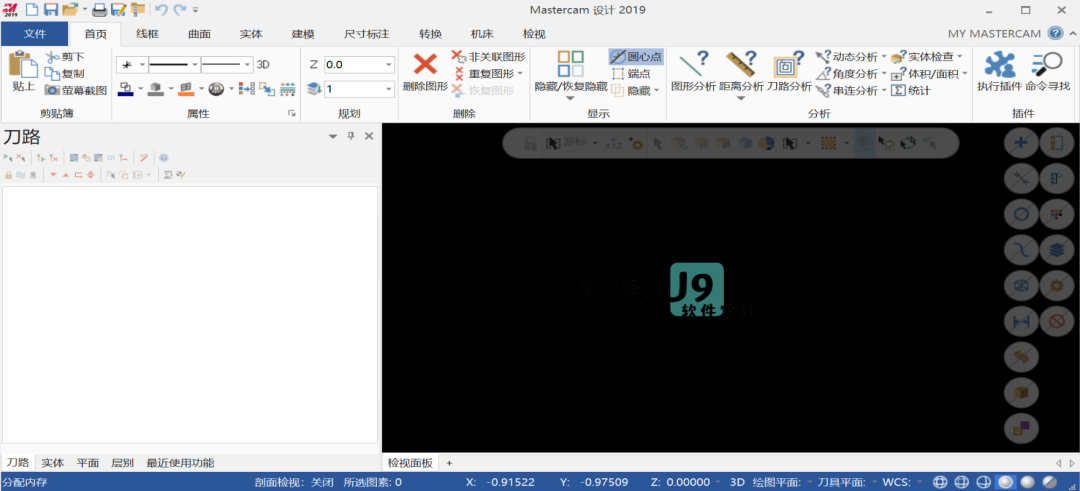 2019
Mastercam 设计 2019
文件 首页 线框 曲面 实体 建模 尺寸标注 转换 机床 检视 MY MASTERCAM
贴上
剪下
复制
萤幕截图
剪贴簿
3D
属性
Z 0.0
1
规划
删除图形
非关联图形
重复图形
恢复图形
删除
隐藏/恢复隐藏
圆心点
端点
隐藏
显示
图形分析
距离分析
刀路分析
动态分析
角度分析
串连分析
实体检查
体积/面积
统计
分析
执行插件
命令寻找
插件
刀路
游标
J9
软件
刀路 实体 平面 层别 最近使用功能
检视面板 +
分配内存 剖面检视: 关闭 所选图素: 0 X: -0.91522 Y: -0.97509 Z: 0.00000 3D 绘图平面: 刀具平面: WCS: